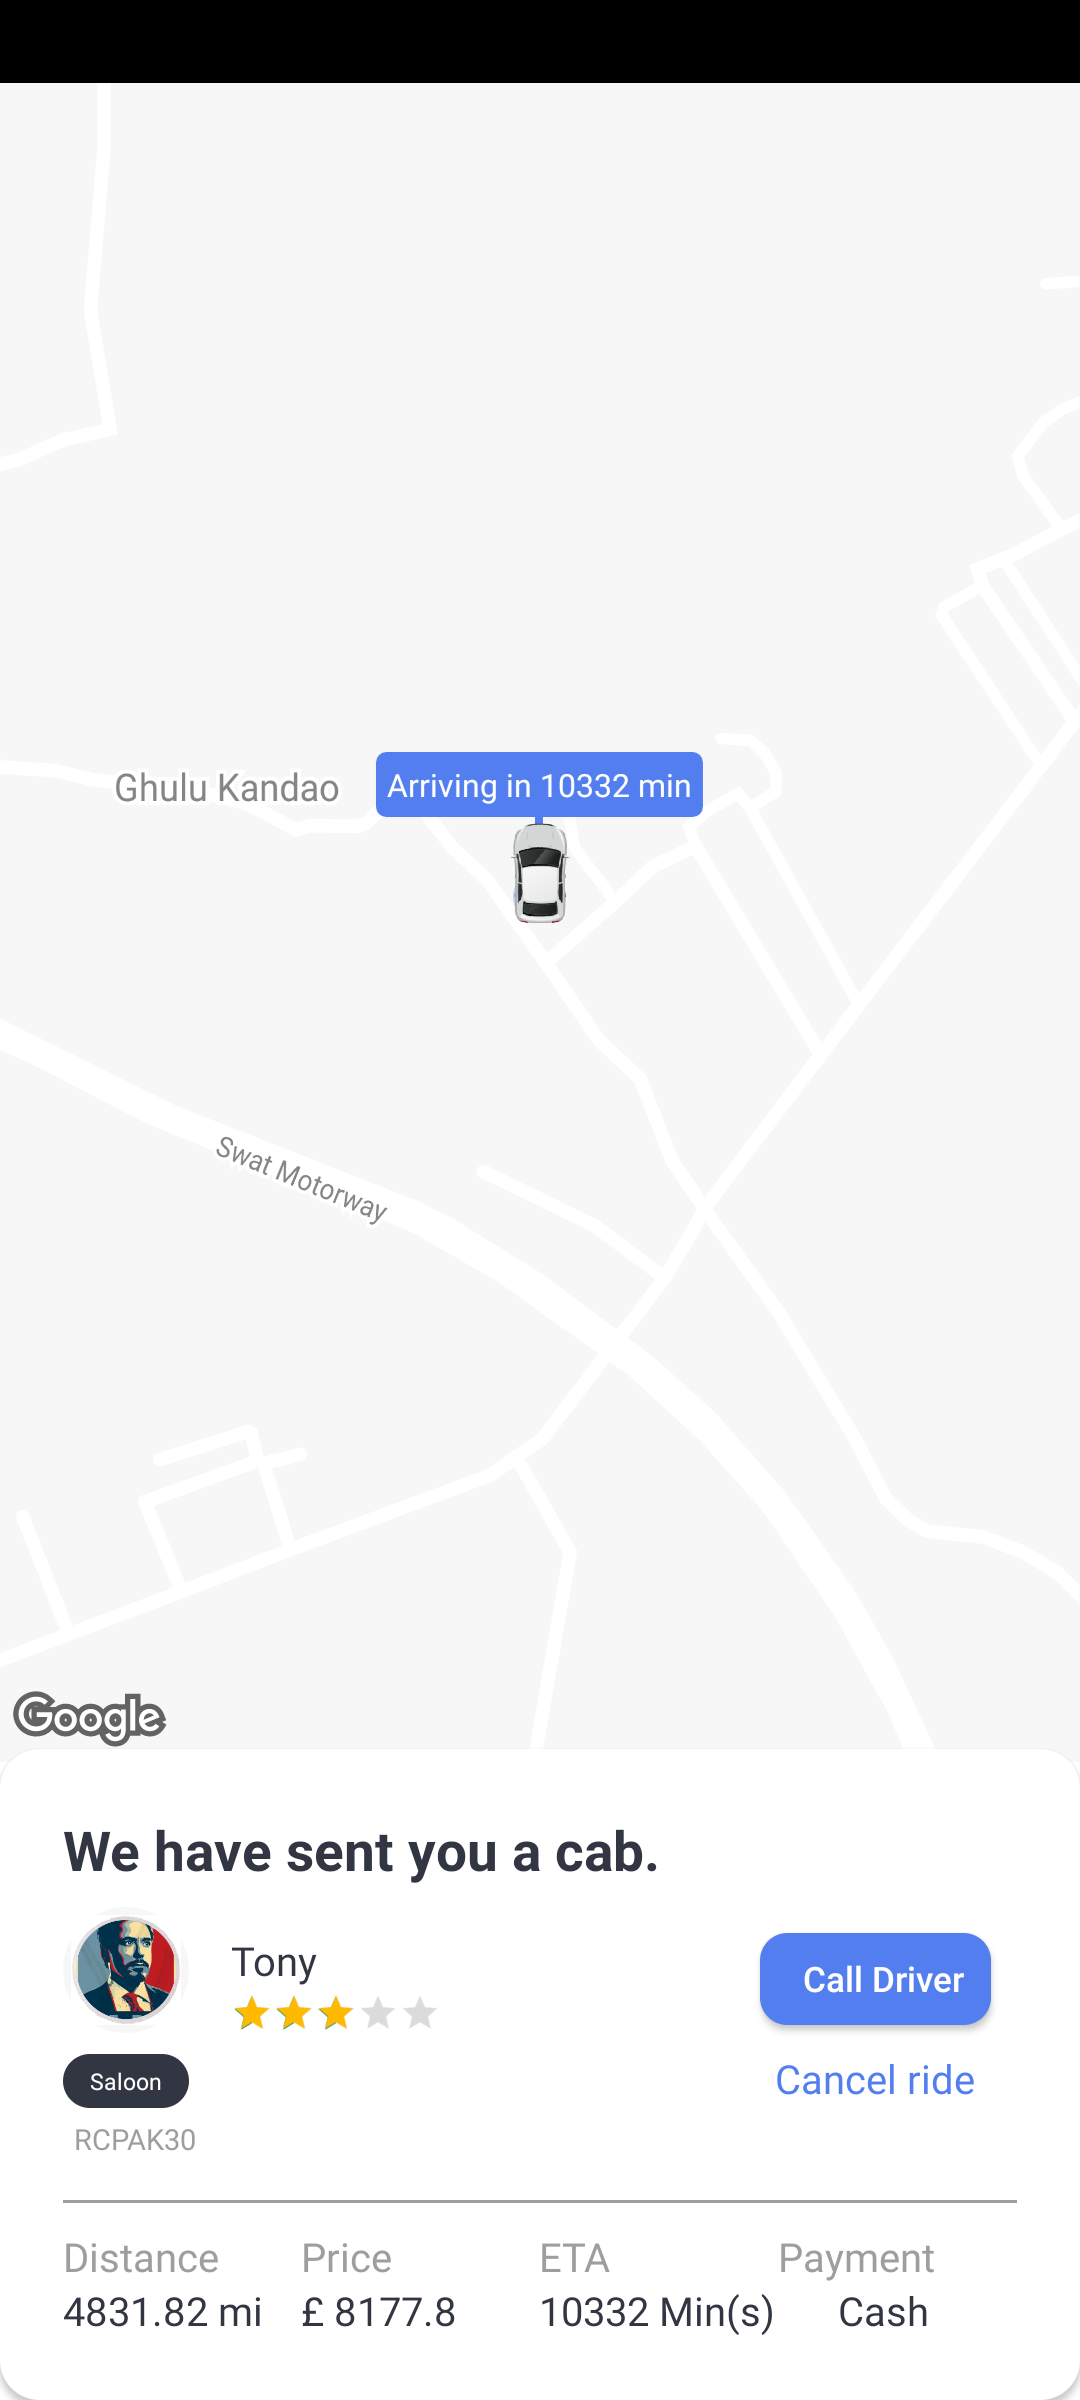 Ghulu Kandao
Arriving in 10332 min
Swat Motorway
Google
We have sent you a cab.
Tony
Call Driver
Saloon
Cancel ride
RCPAK30
Distance Price ETA Payment
4831.82 mi £ 8177.8 10332 Min(s) Cash